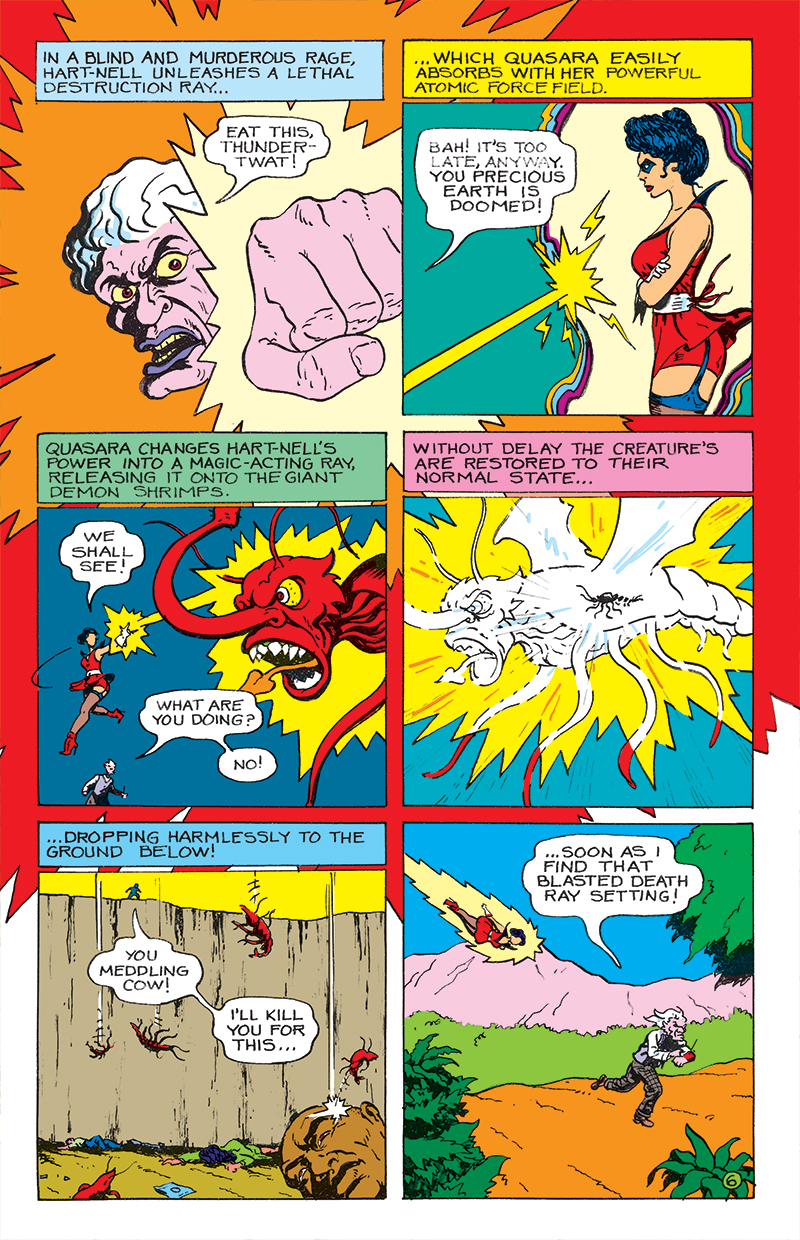 IN A BLIND AND MURDEROUS RAGE,
HART-NELL UNLEASHES A LETHAL
DESTRUCTION RAY...
EAT THIS,
THUNDER-
TWAT!
...WHICH QUASARA EASILY
ABSORBS WITH HER POWERFUL
ATOMIC FORCE FIELD.
BAH! IT'S TOO
LATE, ANYWAY.
YOU PRECIOUS
EARTH IS
DOOMED!
QUASARA CHANGES HART-NELL'S
POWER INTO A MAGIC-ACTING RAY,
RELEASING IT ONTO THE GIANT
DEMON SHRIMPS.
WE
SHALL
SEE!
WHAT ARE
YOU DOING?
NO!
WITHOUT DELAY THE CREATURE'S
ARE RESTORED TO THEIR
NORMAL STATE...
...DROPPING HARMLESSLY TO THE
GROUND BELOW!
YOU
MEDDLING
COW!
I'LL KILL
YOU FOR
THIS...
...SOON AS I
FIND THAT
BLASTED DEATH
RAY SETTING!
6